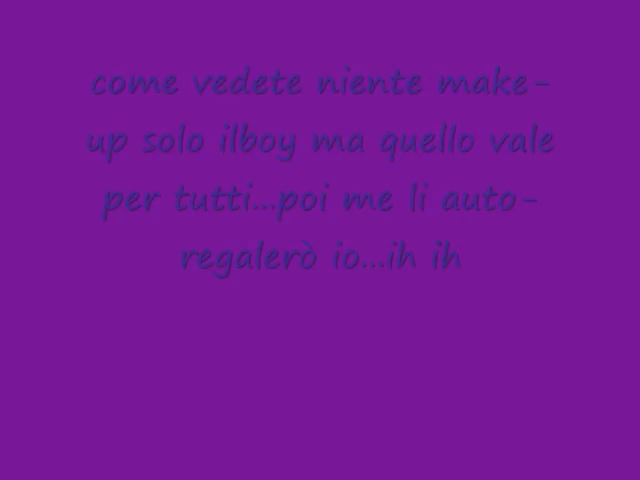 come vedete niente make-
up solo ilboy ma quello vale
per tutti...poi me li auto-
regalerò io...ih ih